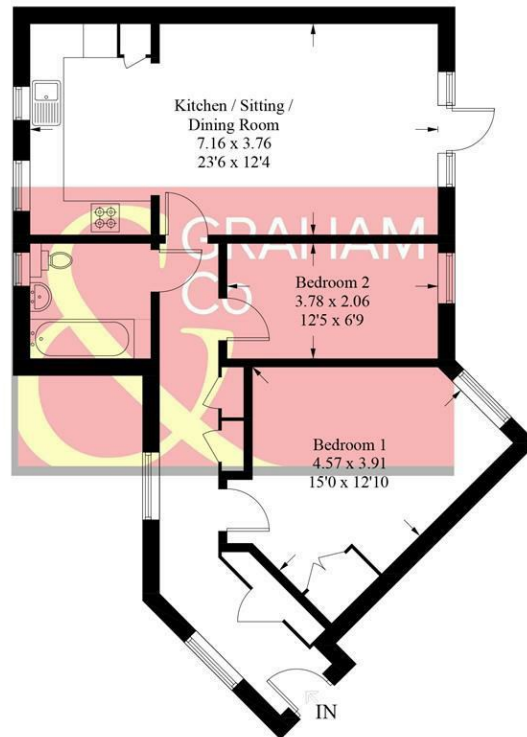 Kitchen / Sitting /
Dining Room
7.16 x 3.76
23'6 x 12'4
GRAHAM
& Co
Bedroom 2
3.78 x 2.06
12'5 x 6'9
Bedroom 1
4.57 x 3.91
15'0 x 12'10
IN